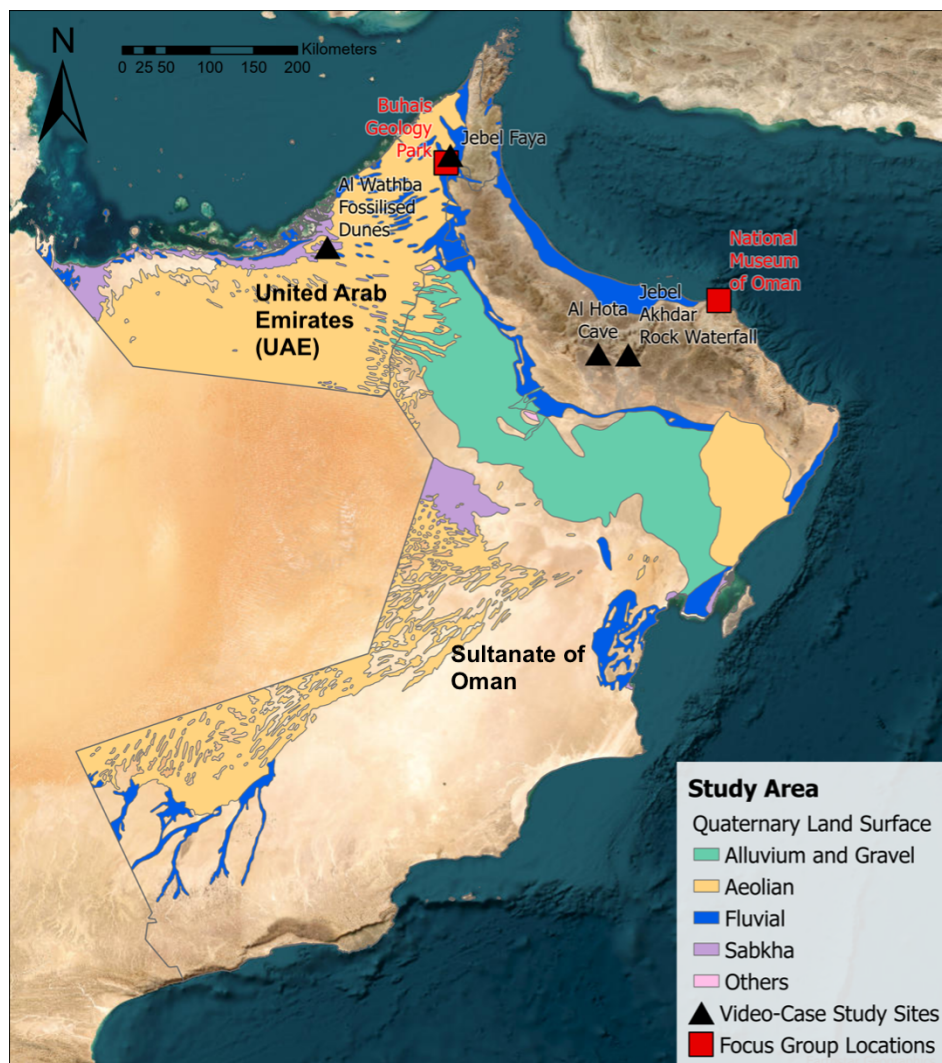 N
Kilometers
0 25 50 100 150 200
Buhais
Geology
Park
Jebel Faya
Al Wathba
Fossilised
Dunes
National
Museum
of Oman
United Arab
Emirates
(UAE)
Al Hota
Cave
Jebel
Akhdar
Rock Waterfall
Sultanate of
Oman
Study Area
Quaternary Land Surface
Alluvium and Gravel
Aeolian
Fluvial
Sabkha
Others
Video-Case Study Sites
Focus Group Locations